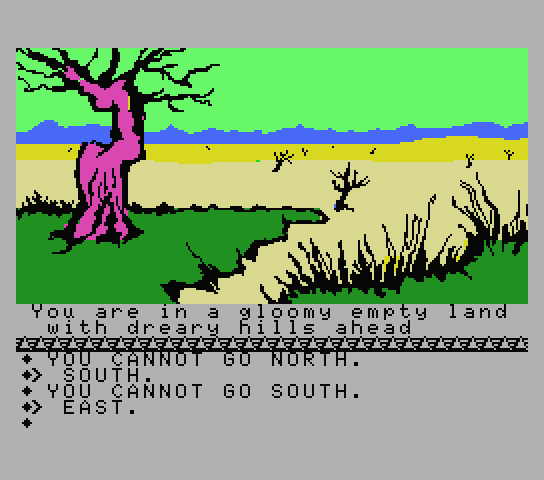 You are in a gloomy empty land
with dreary hills ahead
YOU CANNOT GO NORTH.
> SOUTH.
YOU CANNOT GO SOUTH.
> EAST.